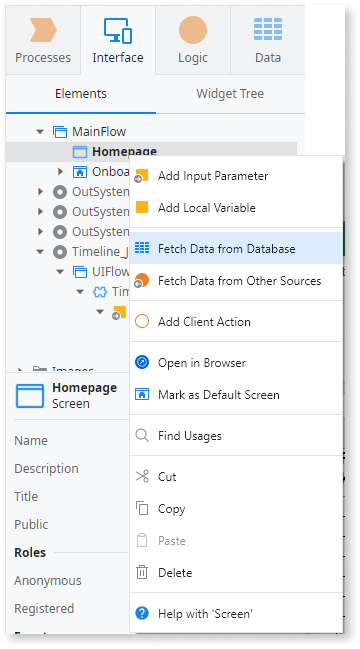 Processes
Interface
Logic
Data
Elements
Widget Tree
MainFlow
Homepage
Onboa
OutSystem
OutSystem
OutSystem
Timeline_
UIFlow
Tim
Images
Add Input Parameter
Add Local Variable
Fetch Data from Database
Fetch Data from Other Sources
Add Client Action
Open in Browser
Mark as Default Screen
Find Usages
Cut
Copy
Paste
Delete
Help with 'Screen'
Homepage
Screen
Name
Description
Title
Public
Roles
Anonymous
Registered